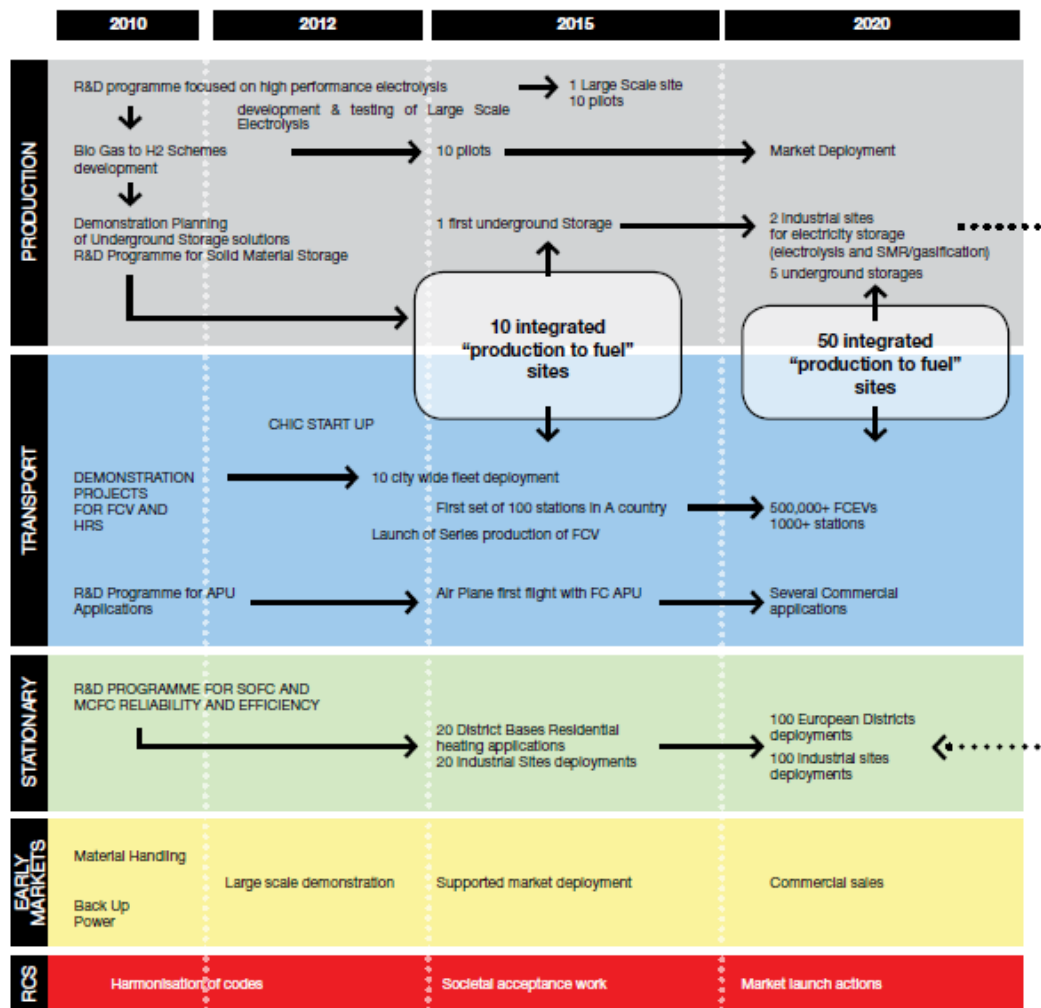 2010
2012
2015
2020
PRODUCTION
R&D programme focused on high performance electrolysis
1 Large Scale site
10 pilots
development & testing of Large Scale
Electrolysis
Bio Gas to H2 Schemes
development
10 pilots
Market Deployment
Demonstration Planning
of Underground Storage solutions
R&D Programme for Solid Material Storage
1 first underground Storage
2 Industrial sites
for electricity storage
(electrolysis and SMR/gasification)
5 underground storages
10 integrated
"production to fuel"
sites
50 integrated
"production to fuel"
sites
TRANSPORT
CHIC START UP
DEMONSTRATION
PROJECTS
FOR FCV AND
HRS
10 city wide fleet deployment
First set of 100 stations in A country
Launch of Series production of FCV
500,000+ FCEVs
1000+ stations
R&D Programme for APU
Applications
Air Plane first flight with FC APU
Several Commercial
applications
STATIONARY
R&D PROGRAMME FOR SOFC AND
MCFC RELIABILITY AND EFFICIENCY
20 District Bases Residential
heating applications
20 Industrial Sites deployments
100 European Districts
deployments
100 Industrial sites
deployments
EARLY
MARKETS
Material Handling
Back Up
Power
Large scale demonstration
Supported market deployment
Commercial sales
RCS
Harmonisation of codes
Societal acceptance work
Market launch actions